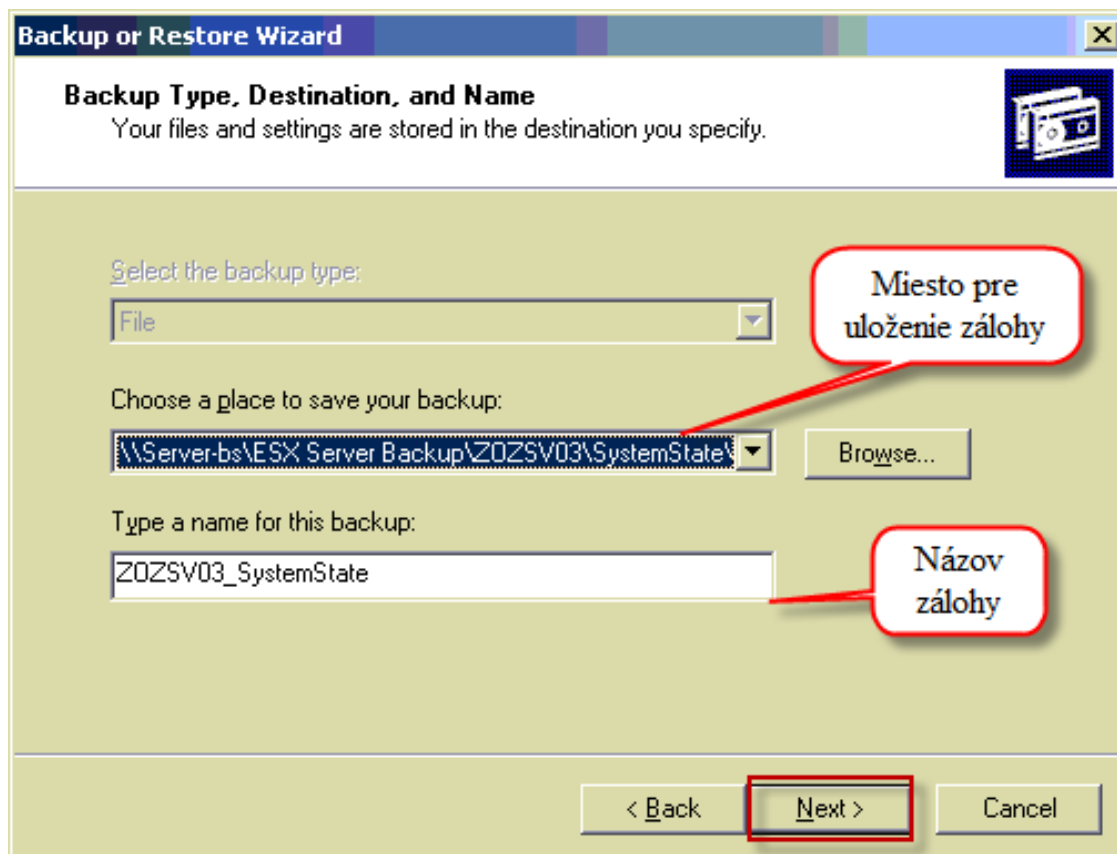 Backup or Restore Wizard
Backup Type, Destination, and Name
Your files and settings are stored in the destination you specify.
Select the backup type:
File
Miesto pre
uloženie zálohy
Choose a place to save your backup:
\\Server-bs\ESX Server Backup\ZOZSV03\SystemState\
Browse...
Type a name for this backup:
ZOZSV03_SystemState
Názov
zálohy
< Back
Next >
Cancel